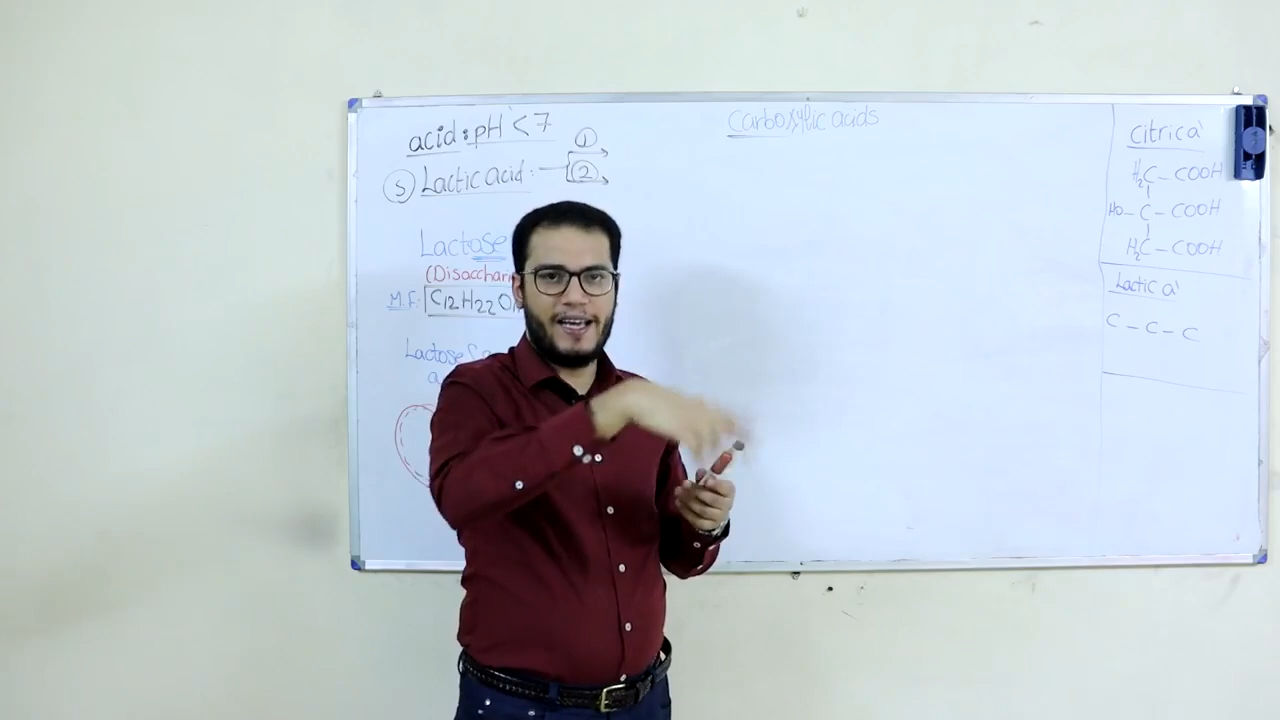 acid: pH < 7
5 Lactic acid: 1
2
Lactose
(Disacchari
M.F: C12H22O
Lactose
a
Carboxylic acids
Citric a'
H2C - COOH
HO - C - COOH
H2C - COOH
Lactic a'
C - C - C